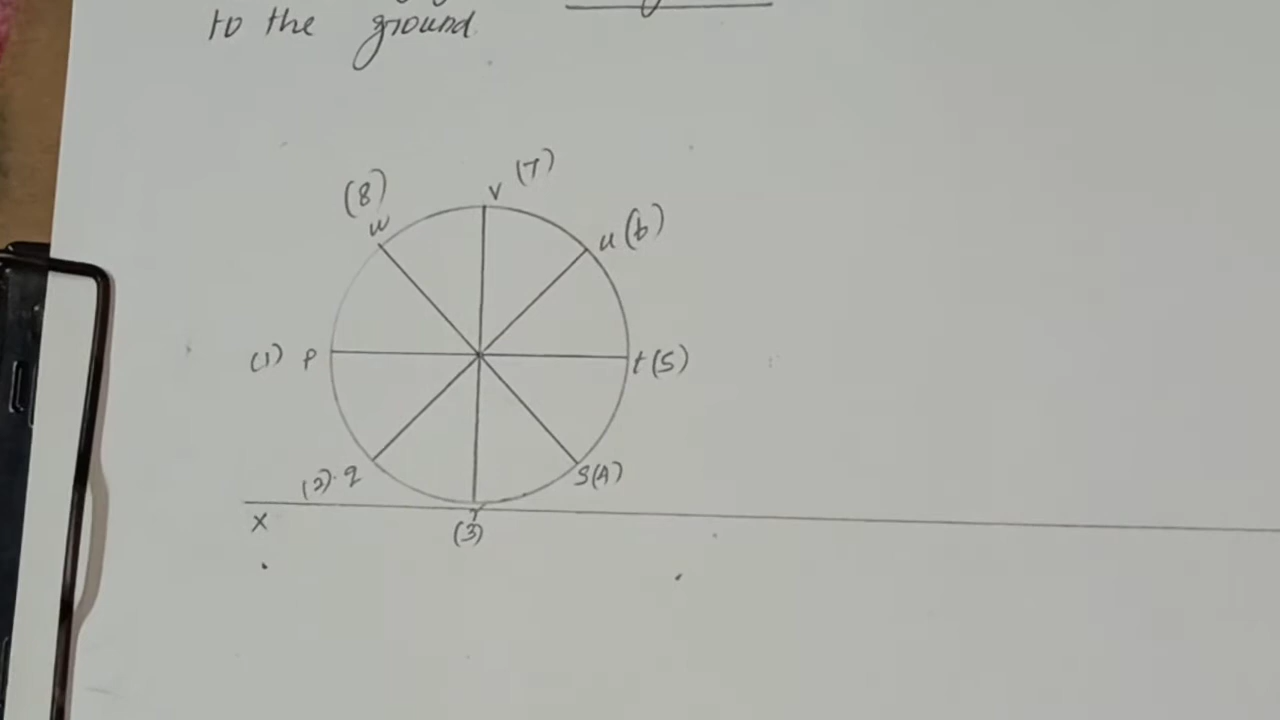 to the ground.
(7)
(8)
v
w
u (6)
(1) p
t (5)
(2) q
s (4)
x
r
(3)